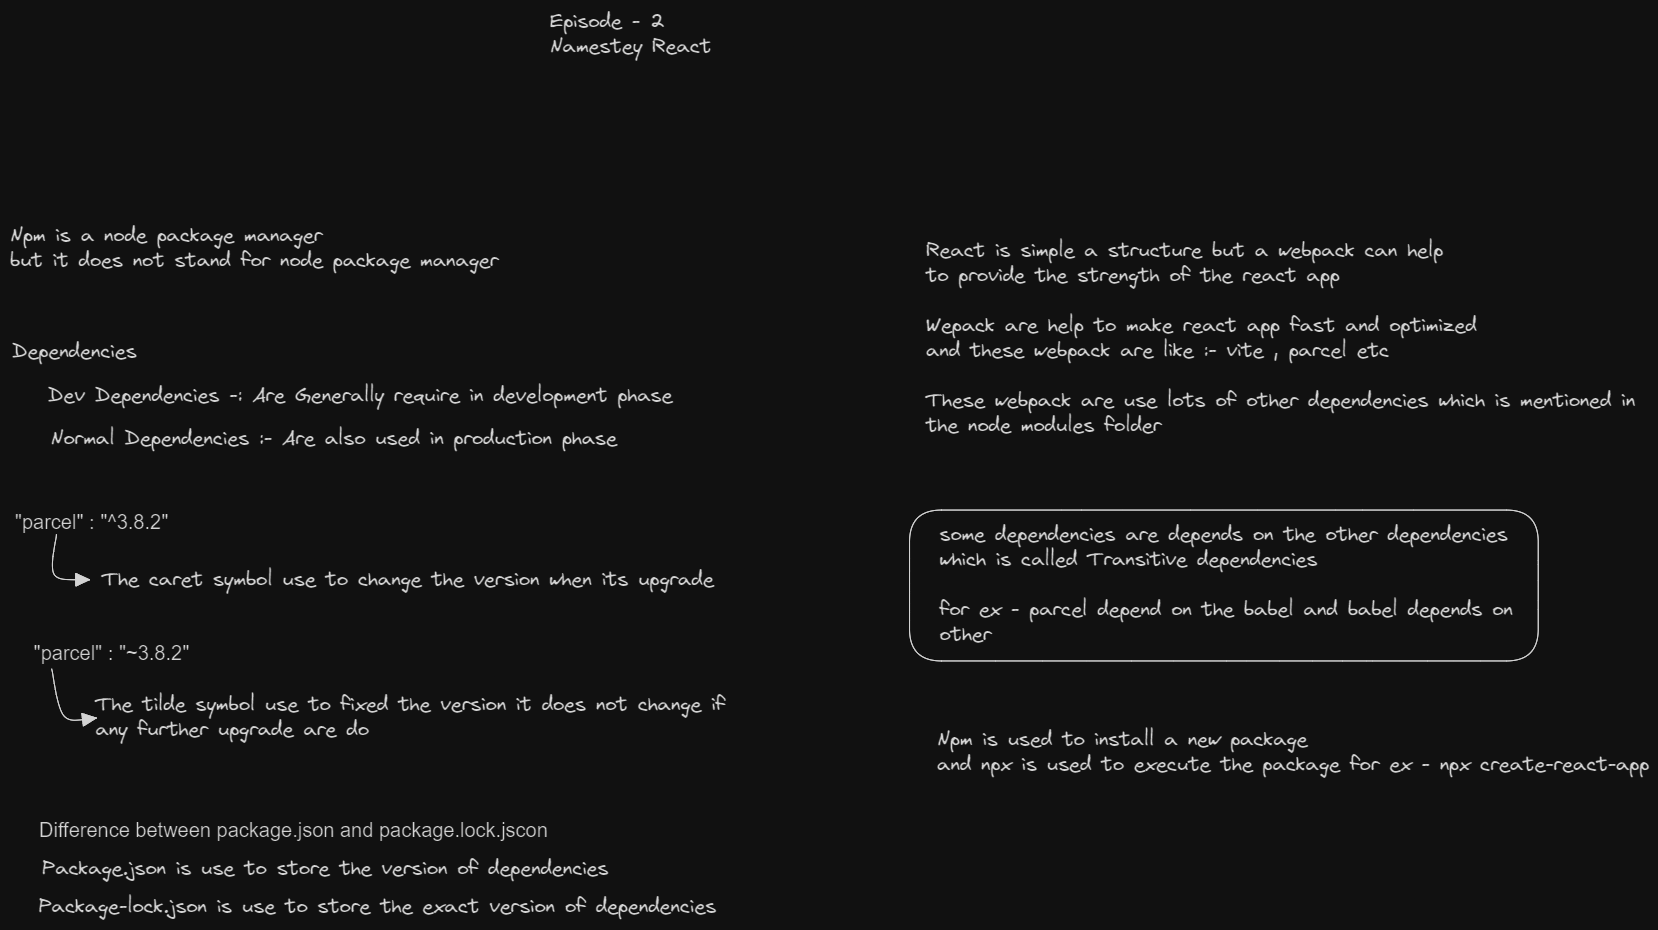 Episode - 2
Namestey React
Npm is a node package manager
but it does not stand for node package manager
Dependencies
Dev Dependencies -: Are Generally require in development phase
Normal Dependencies :- Are also used in production phase
"parcel" : "^3.8.2"
The caret symbol use to change the version when its upgrade
"parcel" : "~3.8.2"
The tilde symbol use to fixed the version it does not change if
any further upgrade are do
Difference between package.json and package.lock.jscon
Package.json is use to store the version of dependencies
Package-lock.json is use to store the exact version of dependencies
React is simple a structure but a webpack can help
to provide the strength of the react app
Wepack are help to make react app fast and optimized
and these webpack are like :- vite , parcel etc
These webpack are use lots of other dependencies which is mentioned in
the node modules folder
some dependencies are depends on the other dependencies
which is called Transitive dependencies
for ex - parcel depend on the babel and babel depends on
other
Npm is used to install a new package
and npx is used to execute the package for ex - npx create-react-app